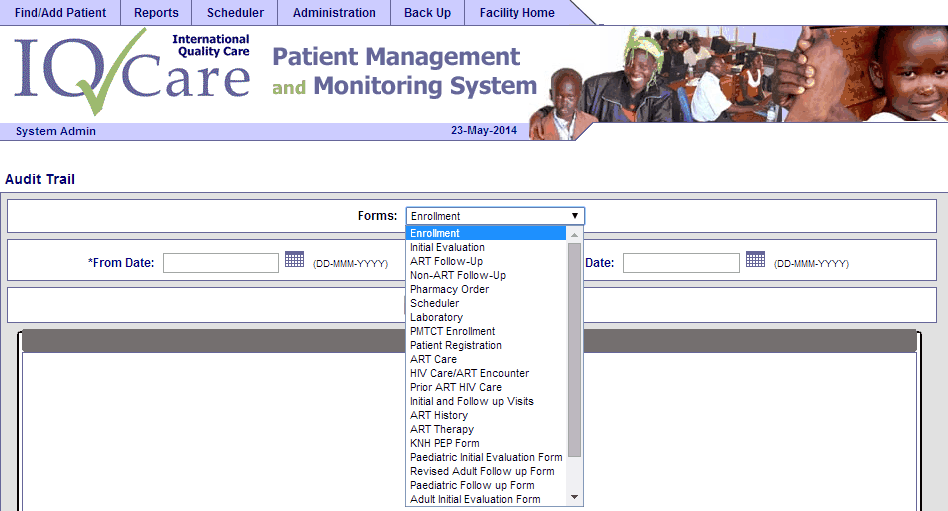 Find/Add Patient Reports Scheduler Administration Back Up Facility Home
IQCare
International
Quality Care
Patient Management
and Monitoring System
System Admin 23-May-2014
Audit Trail
Forms: Enrollment
Enrollment
Initial Evaluation
ART Follow-Up
Non-ART Follow-Up
Pharmacy Order
Scheduler
Laboratory
PMTCT Enrollment
Patient Registration
ART Care
HIV Care/ART Encounter
Prior ART HIV Care
Initial and Follow up Visits
ART History
ART Therapy
KNH PEP Form
Paediatric Initial Evaluation Form
Revised Adult Follow up Form
Paediatric Follow up Form
Adult Initial Evaluation Form
*From Date: (DD-MMM-YYYY) Date: (DD-MMM-YYYY)